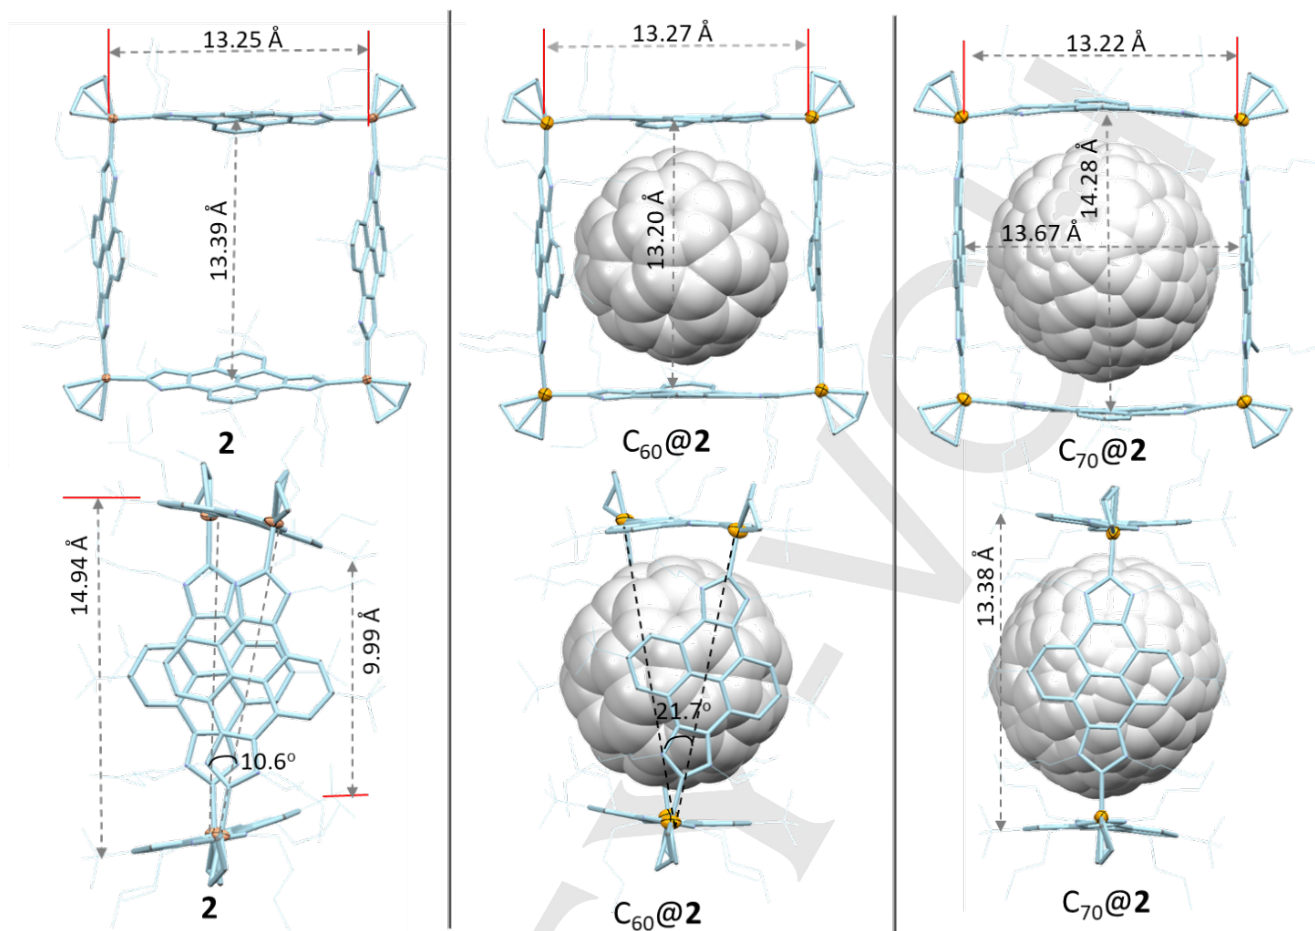 13.25 Å
13.39 Å
2
13.27 Å
13.20 Å
C₆₀@2
13.22 Å
14.28 Å
13.67 Å
C₇₀@2
14.94 Å
9.99 Å
10.6°
2
21.7°
C₆₀@2
13.38 Å
C₇₀@2